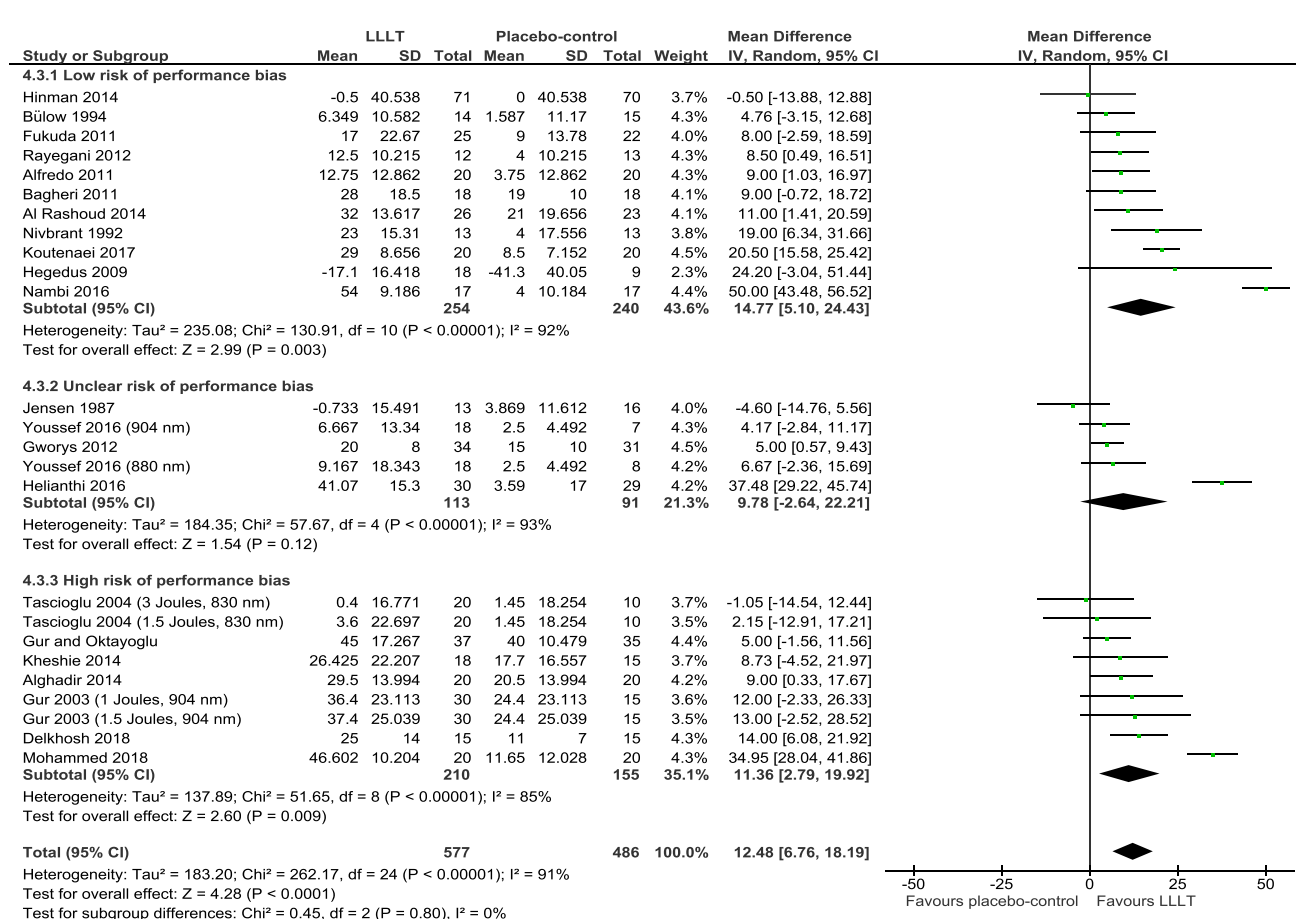 LLLT Placebo-control Mean Difference Mean Difference
Study or Subgroup Mean SD Total Mean SD Total Weight IV, Random, 95% CI IV, Random, 95% CI
4.3.1 Low risk of performance bias
Hinman 2014 -0.5 40.538 71 0 40.538 70 3.7% -0.50 [-13.88, 12.88]
Bülow 1994 6.349 10.582 14 1.587 11.17 15 4.3% 4.76 [-3.15, 12.68]
Fukuda 2011 17 22.67 25 9 13.78 22 4.0% 8.00 [-2.59, 18.59]
Rayegani 2012 12.5 10.215 12 4 10.215 13 4.3% 8.50 [0.49, 16.51]
Alfredo 2011 12.75 12.862 20 3.75 12.862 20 4.3% 9.00 [1.03, 16.97]
Bagheri 2011 28 18.5 18 19 10 18 4.1% 9.00 [-0.72, 18.72]
Al Rashoud 2014 32 13.617 26 21 19.656 23 4.1% 11.00 [1.41, 20.59]
Nivbrant 1992 23 15.31 13 4 17.556 13 3.8% 19.00 [6.34, 31.66]
Koutenaei 2017 29 8.656 20 8.5 7.152 20 4.5% 20.50 [15.58, 25.42]
Hegedus 2009 -17.1 16.418 18 -41.3 40.05 9 2.3% 24.20 [-3.04, 51.44]
Nambi 2016 54 9.186 17 4 10.184 17 4.4% 50.00 [43.48, 56.52]
Subtotal (95% CI) 254 240 43.6% 14.77 [5.10, 24.43]
Heterogeneity: Tau² = 235.08; Chi² = 130.91, df = 10 (P < 0.00001); I² = 92%
Test for overall effect: Z = 2.99 (P = 0.003)
4.3.2 Unclear risk of performance bias
Jensen 1987 -0.733 15.491 13 3.869 11.612 16 4.0% -4.60 [-14.76, 5.56]
Youssef 2016 (904 nm) 6.667 13.34 18 2.5 4.492 7 4.3% 4.17 [-2.84, 11.17]
Gworys 2012 20 8 34 15 10 31 4.5% 5.00 [0.57, 9.43]
Youssef 2016 (880 nm) 9.167 18.343 18 2.5 4.492 8 4.2% 6.67 [-2.36, 15.69]
Helianthi 2016 41.07 15.3 30 3.59 17 29 4.2% 37.48 [29.22, 45.74]
Subtotal (95% CI) 113 91 21.3% 9.78 [-2.64, 22.21]
Heterogeneity: Tau² = 184.35; Chi² = 57.67, df = 4 (P < 0.00001); I² = 93%
Test for overall effect: Z = 1.54 (P = 0.12)
4.3.3 High risk of performance bias
Tascioglu 2004 (3 Joules, 830 nm) 0.4 16.771 20 1.45 18.254 10 3.7% -1.05 [-14.54, 12.44]
Tascioglu 2004 (1.5 Joules, 830 nm) 3.6 22.697 20 1.45 18.254 10 3.5% 2.15 [-12.91, 17.21]
Gur and Oktayoglu 45 17.267 37 40 10.479 35 4.4% 5.00 [-1.56, 11.56]
Kheshie 2014 26.425 22.207 18 17.7 16.557 15 3.7% 8.73 [-4.52, 21.97]
Alghadir 2014 29.5 13.994 20 20.5 13.994 20 4.2% 9.00 [0.33, 17.67]
Gur 2003 (1 Joules, 904 nm) 36.4 23.113 30 24.4 23.113 15 3.6% 12.00 [-2.33, 26.33]
Gur 2003 (1.5 Joules, 904 nm) 37.4 25.039 30 24.4 25.039 15 3.5% 13.00 [-2.52, 28.52]
Delkhosh 2018 25 14 15 11 7 15 4.3% 14.00 [6.08, 21.92]
Mohammed 2018 46.602 10.204 20 11.65 12.028 20 4.3% 34.95 [28.04, 41.86]
Subtotal (95% CI) 210 155 35.1% 11.36 [2.79, 19.92]
Heterogeneity: Tau² = 137.89; Chi² = 51.65, df = 8 (P < 0.00001); I² = 85%
Test for overall effect: Z = 2.60 (P = 0.009)
Total (95% CI) 577 486 100.0% 12.48 [6.76, 18.19]
Heterogeneity: Tau² = 183.20; Chi² = 262.17, df = 24 (P < 0.00001); I² = 91%
Test for overall effect: Z = 4.28 (P < 0.0001)
Test for subgroup differences: Chi² = 0.45, df = 2 (P = 0.80), I² = 0%
-50 -25 0 25 50
Favours placebo-control Favours LLLT